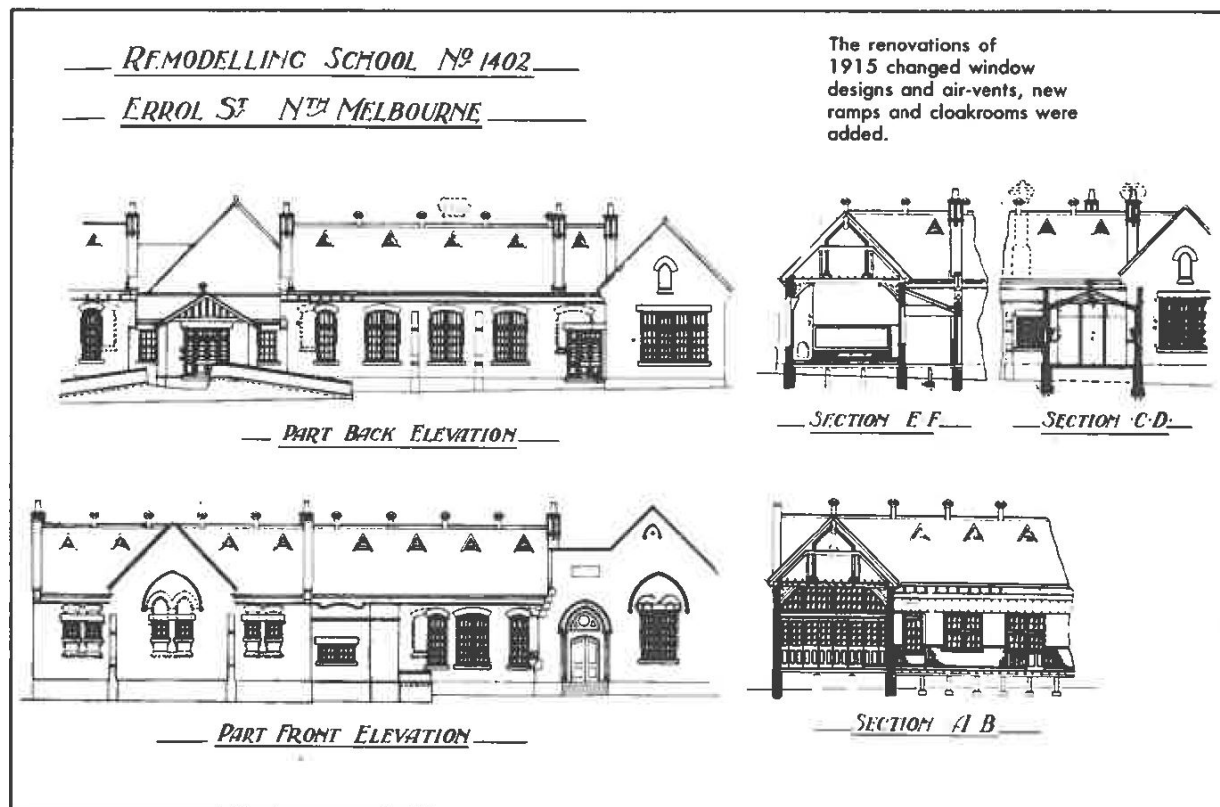 REMODELLING SCHOOL Nº 1402
ERROL ST. NTH MELBOURNE
The renovations of
1915 changed window
designs and air-vents, new
ramps and cloakrooms were
added.
PART BACK ELEVATION
SECTION E F
SECTION C·D·
PART FRONT ELEVATION
SECTION A B